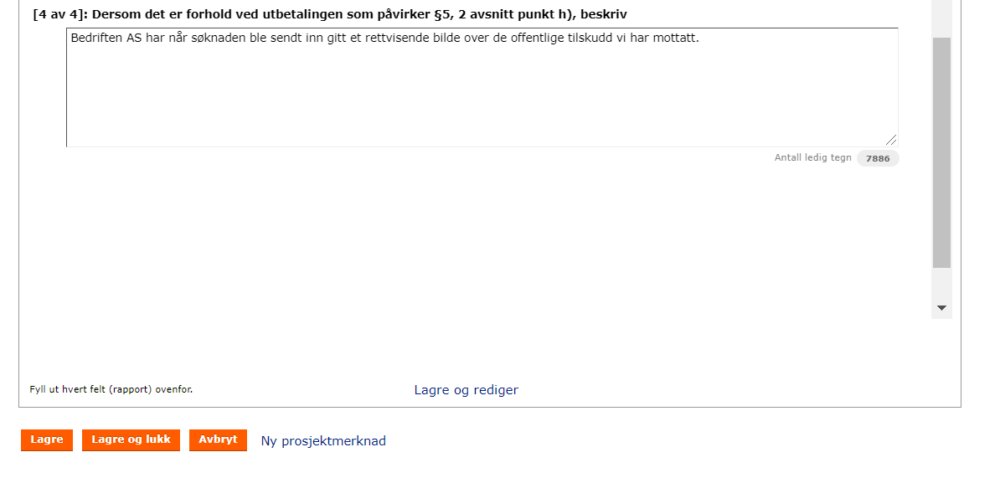 [4 av 4]: Dersom det er forhold ved utbetalingen som påvirker §5, 2 avsnitt punkt h), beskriv
Bedriften AS har når søknaden ble sendt inn gitt et rettvisende bilde over de offentlige tilskudd vi har mottatt.
Antall ledig tegn 7886
Fyll ut hvert felt (rapport) ovenfor.
Lagre og rediger
Lagre Lagre og lukk Avbryt Ny prosjektmerknad